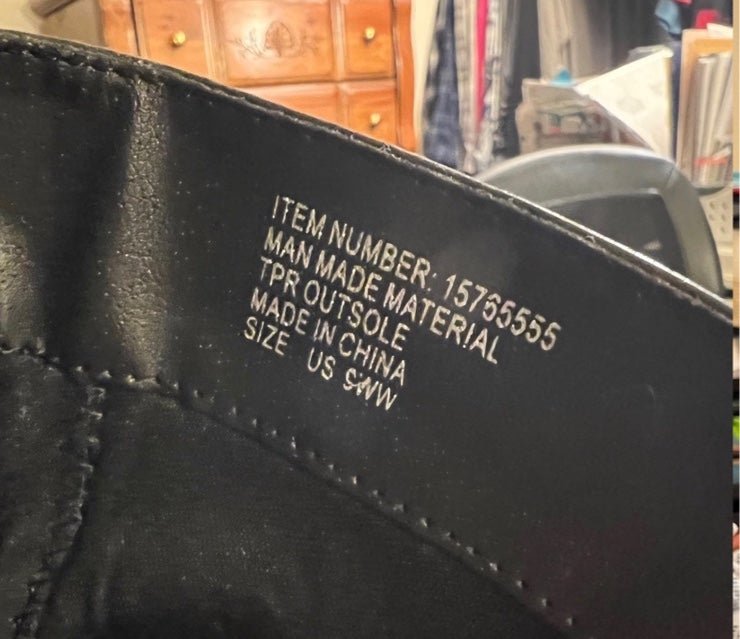 ITEM NUMBER: 15765555
MAN MADE MATERIAL
TPR OUTSOLE
MADE IN CHINA
SIZE US 9WW